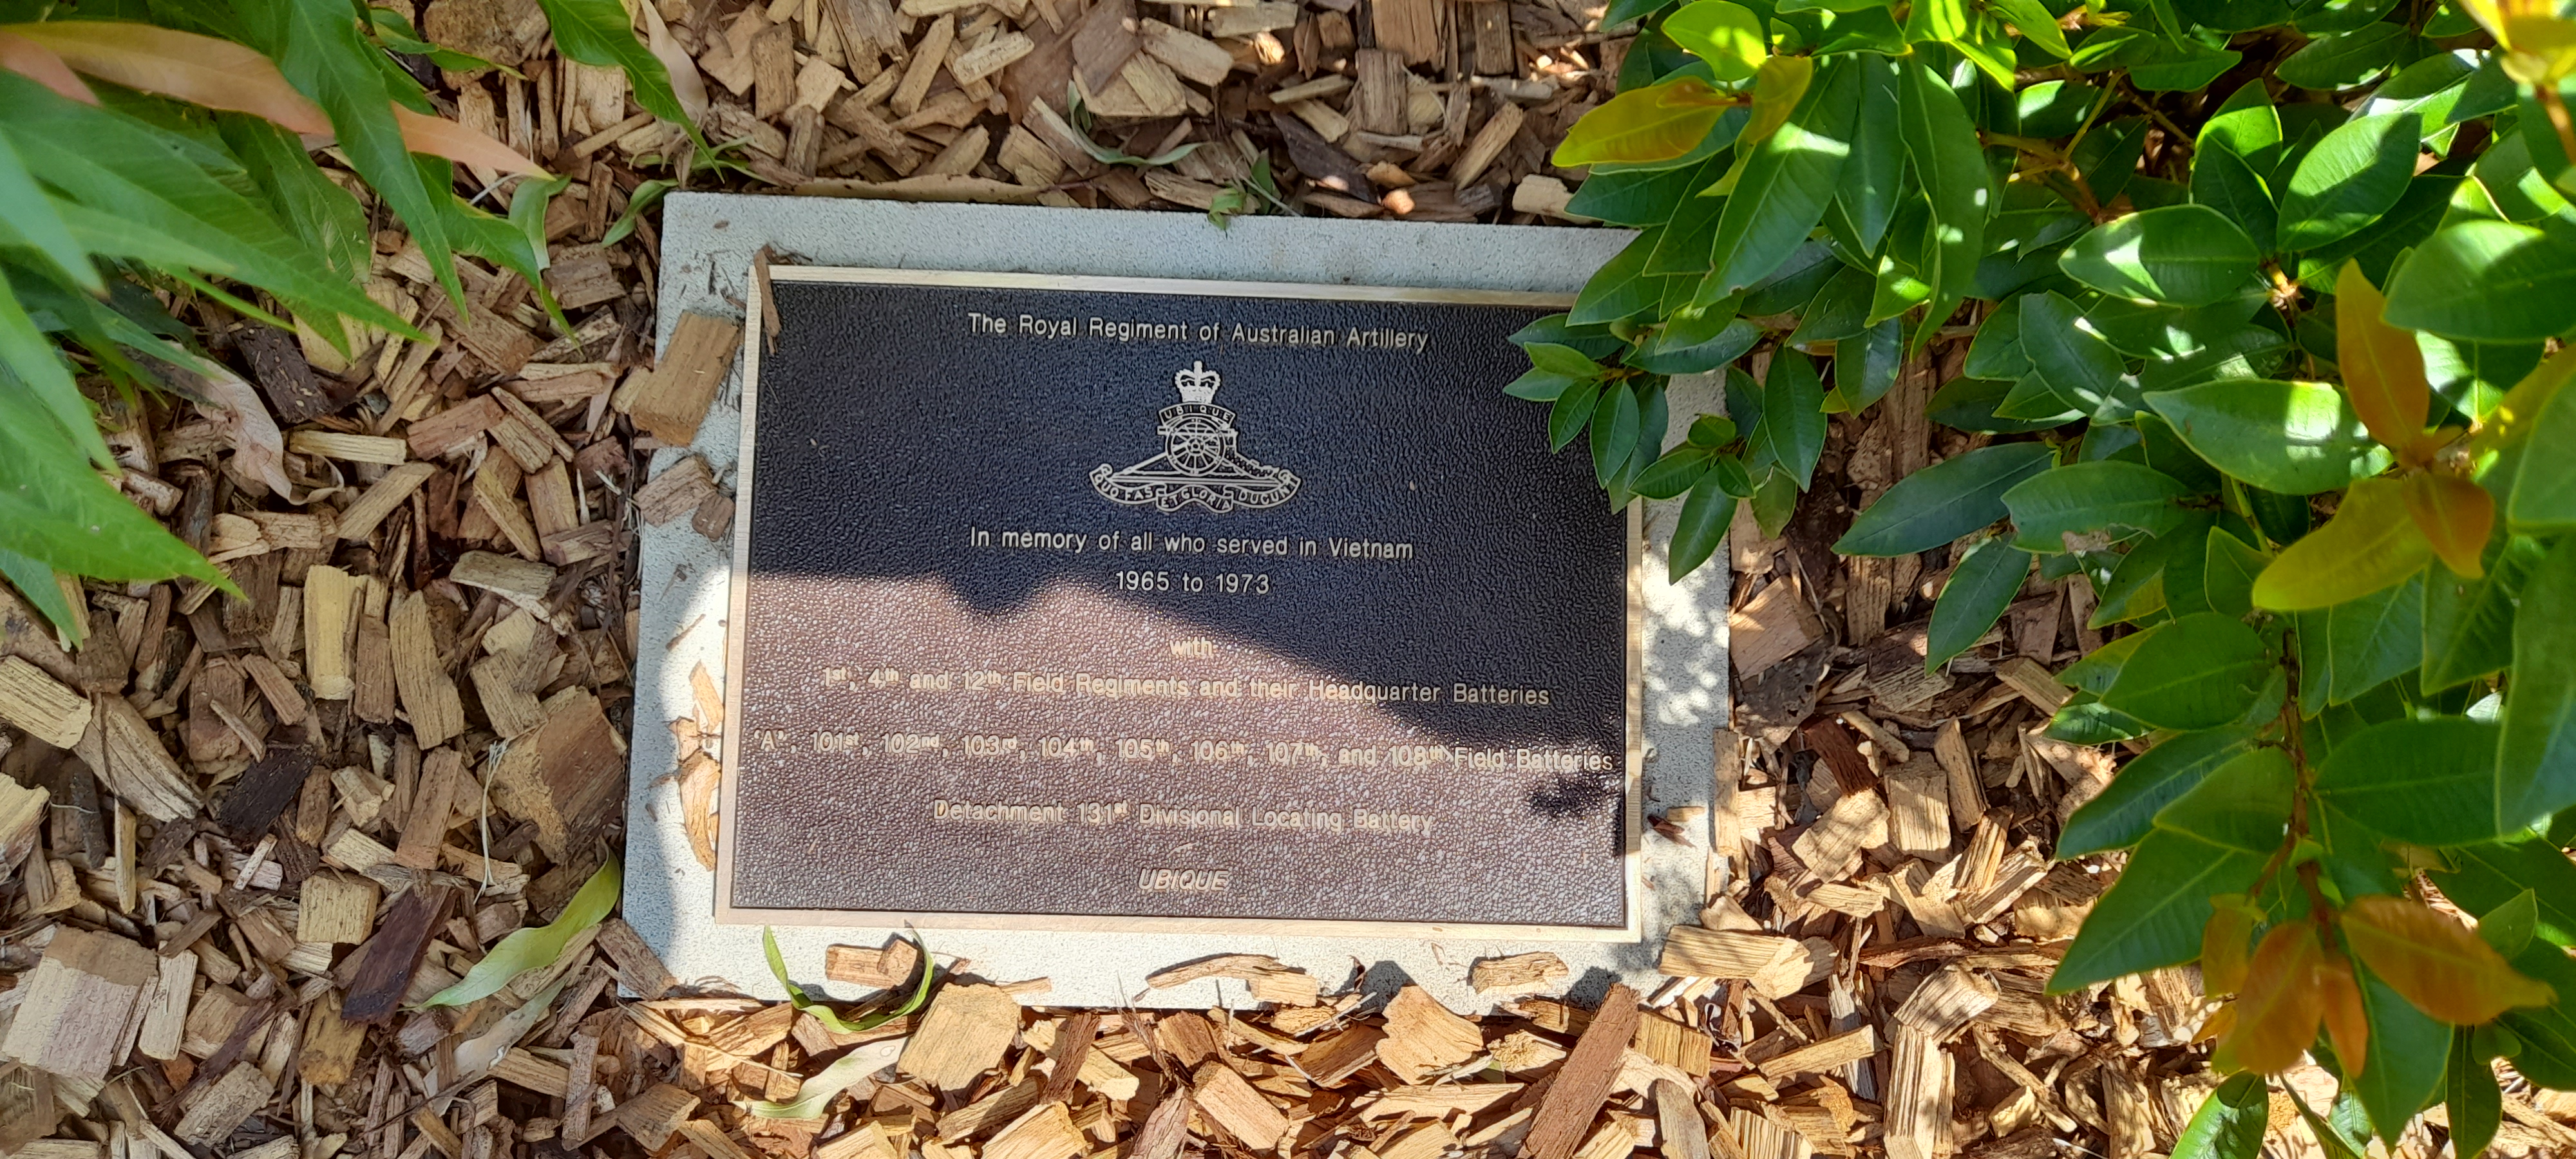 The Royal Regiment of Australian Artillery
UBIQUE
QUO FAS ET GLORIA DUCUNT
In memory of all who served in Vietnam
1965 to 1973
with
1st, 4th and 12th Field Regiments and their Headquarter Batteries
'A', 101st, 102nd, 103rd, 104th, 105th, 106th, 107th, and 108th Field Batteries
Detachment 131st Divisional Locating Battery
UBIQUE